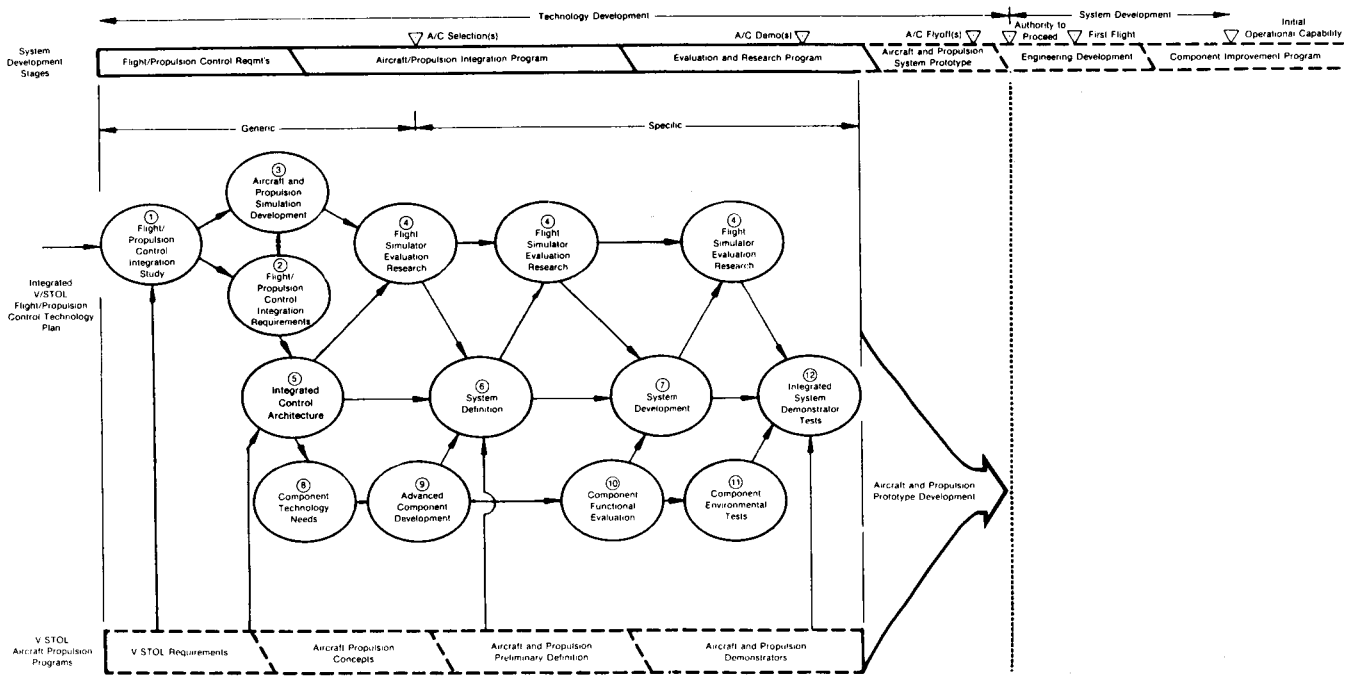 Technology Development
System Development
A/C Selection(s)
A/C Demo(s)
A/C Flyoff(s)
Authority to
Proceed
First Flight
Initial
Operational Capability
System
Development
Stages
Flight/Propulsion Control Reqmt's
Aircraft/Propulsion Integration Program
Evaluation and Research Program
Aircraft and Propulsion
System Prototype
Engineering Development
Component Improvement Program
Generic
Specific
3
Aircraft and
Propulsion
Simulation
Development
1
Flight/
Propulsion
Control
Integration
Study
2
Flight/
Propulsion
Control
Integration
Requirements
4
Flight
Simulator
Evaluation
Research
4
Flight
Simulator
Evaluation
Research
4
Flight
Simulator
Evaluation
Research
Integrated
V/STOL
Flight/Propulsion
Control Technology
Plan
5
Integrated
Control
Architecture
6
System
Definition
7
System
Development
12
Integrated
System
Demonstrator
Tests
8
Component
Technology
Needs
9
Advanced
Component
Development
10
Component
Functional
Evaluation
11
Component
Environmental
Tests
Aircraft and Propulsion
Prototype Development
V STOL
Aircraft Propulsion
Programs
V STOL Requirements
Aircraft Propulsion
Concepts
Aircraft and Propulsion
Preliminary Definition
Aircraft and Propulsion
Demonstrators